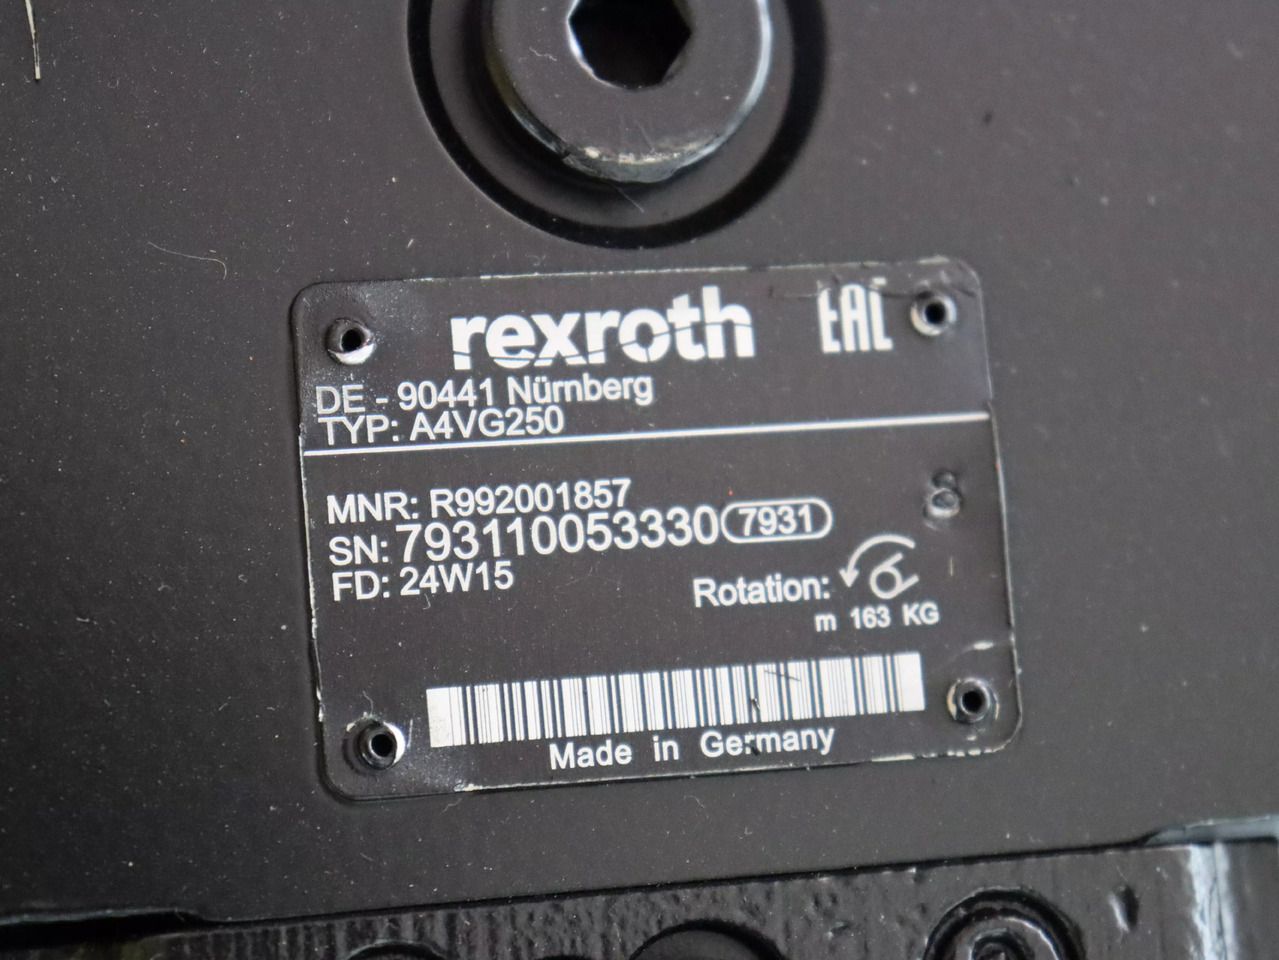 rexroth EAC
DE - 90441 Nürnberg
TYP: A4VG250
MNR: R992001857
8
SN: 793110053330 7931
FD: 24W15
Rotation:
m 163 KG
Made in Germany